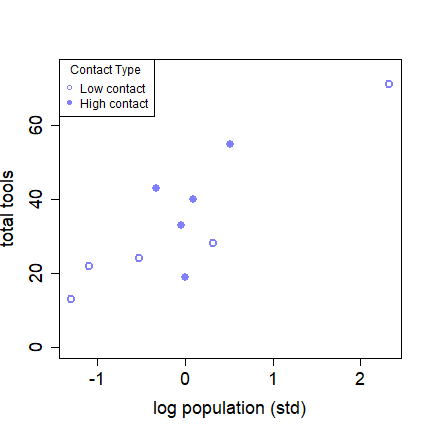 Contact Type
Low contact
High contact
total tools
60
40
20
0
-1
0
1
2
log population (std)